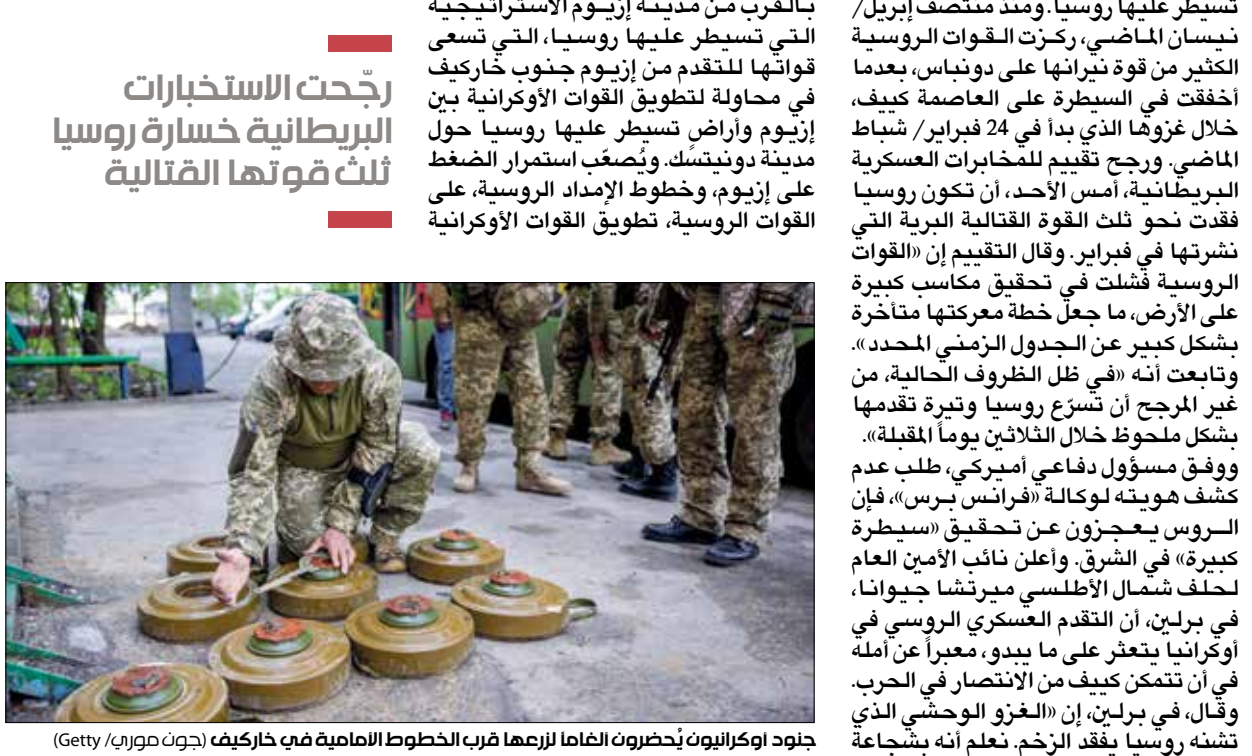 تسيطر عليها روسيا. ومنذ منتصف إبريل/
نيسان الماضي، ركزت القوات الروسية
الكثير من قوة نيرانها على دونباس، بعدما
أخفقت في السيطرة على العاصمة كييف،
خلال غزوها الذي بدأ في 24 فبراير/ شباط
الماضي. ورجح تقييم للمخابرات العسكرية
البريطانية، أمس الأحد، أن تكون روسيا
فقدت نحو ثلث القوة القتالية البرية التي
نشرتها في فبراير. وقال التقييم إن «القوات
الروسية فشلت في تحقيق مكاسب كبيرة
على الأرض، ما جعل خطة معركتها متأخرة
بشكل كبير عن الجدول الزمني المحدد».
وتابعت أنه «في ظل الظروف الحالية، من
غير المرجح أن تسرّع روسيا وتيرة تقدمها
بشكل ملحوظ خلال الثلاثين يوماً المقبلة».
ووفق مسؤول دفاعي أميركي، طلب عدم
كشف هويته لوكالة «فرانس برس»، فإن
الروس يعجزون عن تحقيق «سيطرة
كبيرة» في الشرق. وأعلن نائب الأمين العام
لحلف شمال الأطلسي ميرتشا جيوانا،
في برلين، أن التقدم العسكري الروسي في
أوكرانيا يتعثر على ما يبدو، معبراً عن أمله
في أن تتمكن كييف من الانتصار في الحرب.
وقال، في برلين، إن «الغزو الوحشي الذي
تشنه روسيا يفقد الزخم. نعلم أنه بشجاعة
بالقرب من مدينة إزيوم الاستراتيجية
التي تسيطر عليها روسيا، التي تسعى
قواتها للتقدم من إزيوم جنوب خاركيف
في محاولة لتطويق القوات الأوكرانية بين
إزيوم وأراضٍ تسيطر عليها روسيا حول
مدينة دونيتسك. ويُصعّب استمرار الضغط
على إزيوم، وخطوط الإمداد الروسية، على
القوات الروسية، تطويق القوات الأوكرانية
رجّحت الاستخبارات
البريطانية خسارة روسيا
ثلث قوتها القتالية
جنود أوكرانيون يُحضرون ألغاماً لزرعها قرب الخطوط الأمامية في خاركيف (جون موري/ Getty)